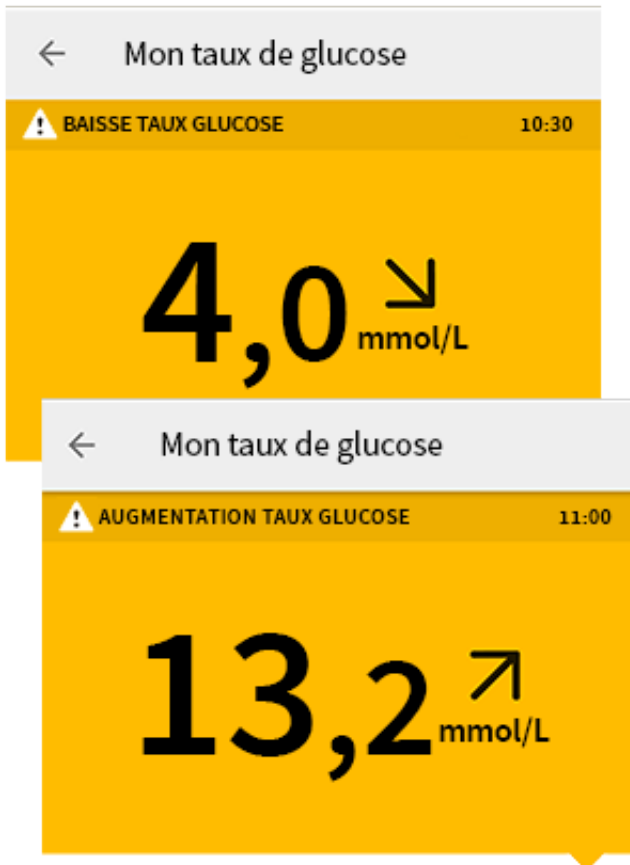 Mon taux de glucose
BAISSE TAUX GLUCOSE 10:30
4,0 mmol/L
Mon taux de glucose
AUGMENTATION TAUX GLUCOSE 11:00
13,2 mmol/L